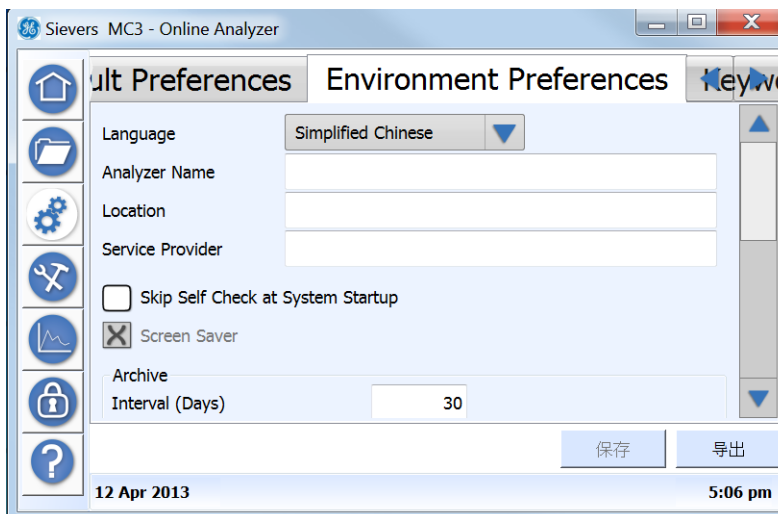 Sievers MC3 - Online Analyzer
ult Preferences Environment Preferences Keywo
Language Simplified Chinese
Analyzer Name
Location
Service Provider
Skip Self Check at System Startup
Screen Saver
Archive
Interval (Days) 30
保存 导出
12 Apr 2013 5:06 pm